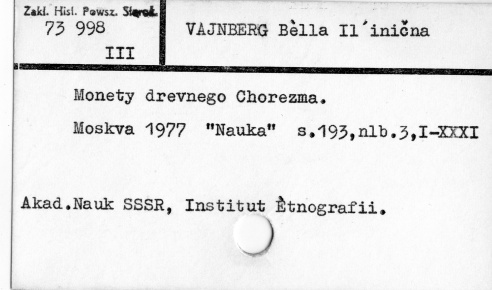 Zakł. Hist. Powsz. Staroż.
73 998
III
VAJNBERG Bèlla Il´inična
Monety drevnego Chorezma.
Moskva 1977 "Nauka" s.193,nlb.3,I-XXXI
Akad.Nauk SSSR, Institut Ètnografii.